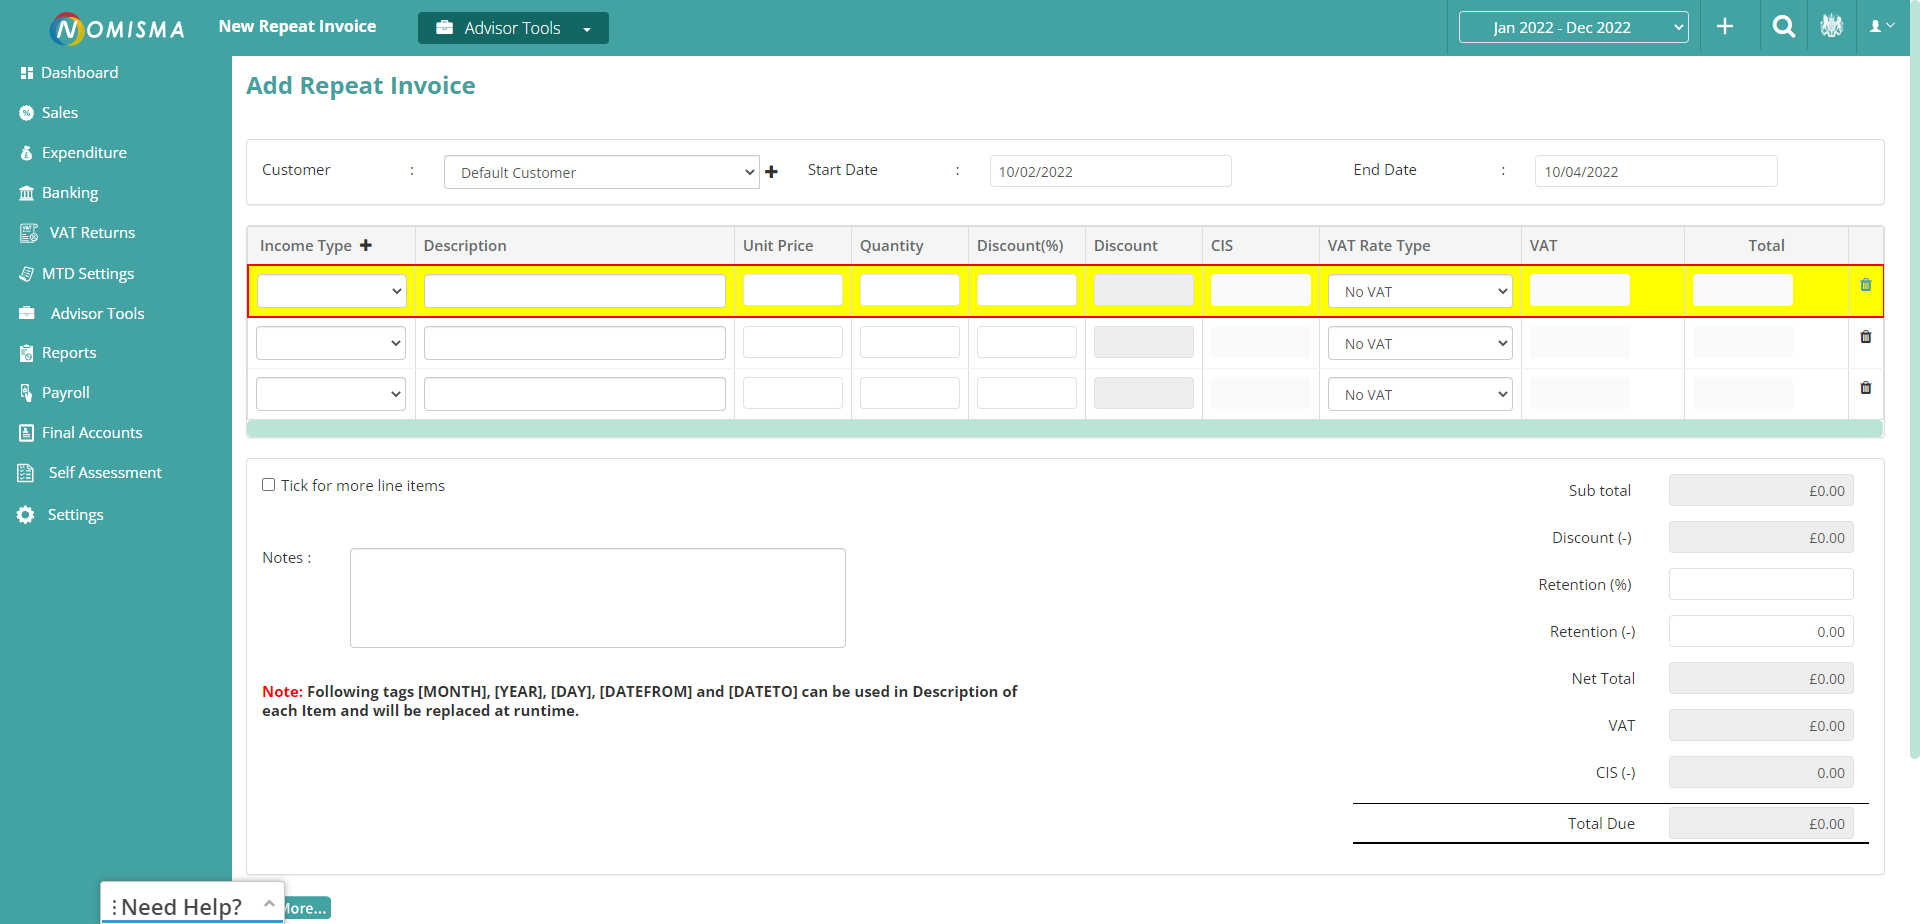 NOMISMA
New Repeat Invoice
Advisor Tools
Jan 2022 - Dec 2022
Dashboard
Sales
Expenditure
Banking
VAT Returns
MTD Settings
Advisor Tools
Reports
Payroll
Final Accounts
Self Assessment
Settings
Add Repeat Invoice
Customer : Default Customer Start Date : 10/02/2022 End Date : 10/04/2022
Income Type Description Unit Price Quantity Discount(%) Discount CIS VAT Rate Type VAT Total
No VAT
No VAT
No VAT
Tick for more line items
Notes :
Note: Following tags [MONTH], [YEAR], [DAY], [DATEFROM] and [DATETO] can be used in Description of
each Item and will be replaced at runtime.
Sub total £0.00
Discount (-) £0.00
Retention (%)
Retention (-) 0.00
Net Total £0.00
VAT £0.00
CIS (-) 0.00
Total Due £0.00
Need Help?
More...